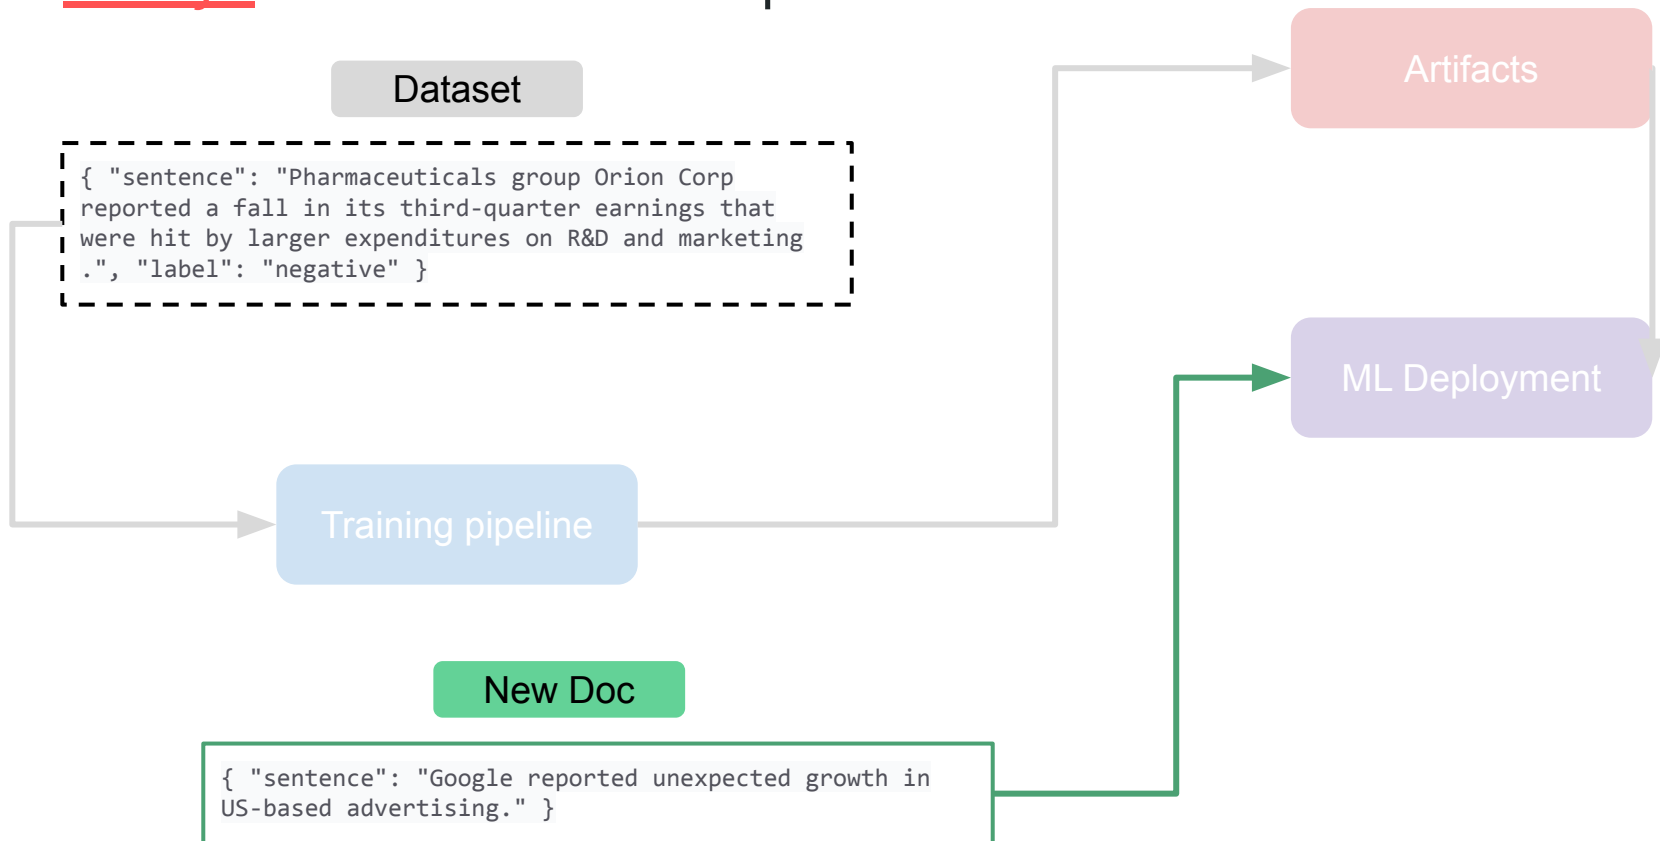 Dataset
{ "sentence": "Pharmaceuticals group Orion Corp
reported a fall in its third-quarter earnings that
were hit by larger expenditures on R&D and marketing
.", "label": "negative" }
Artifacts
ML Deployment
Training pipeline
New Doc
{ "sentence": "Google reported unexpected growth in
US-based advertising." }